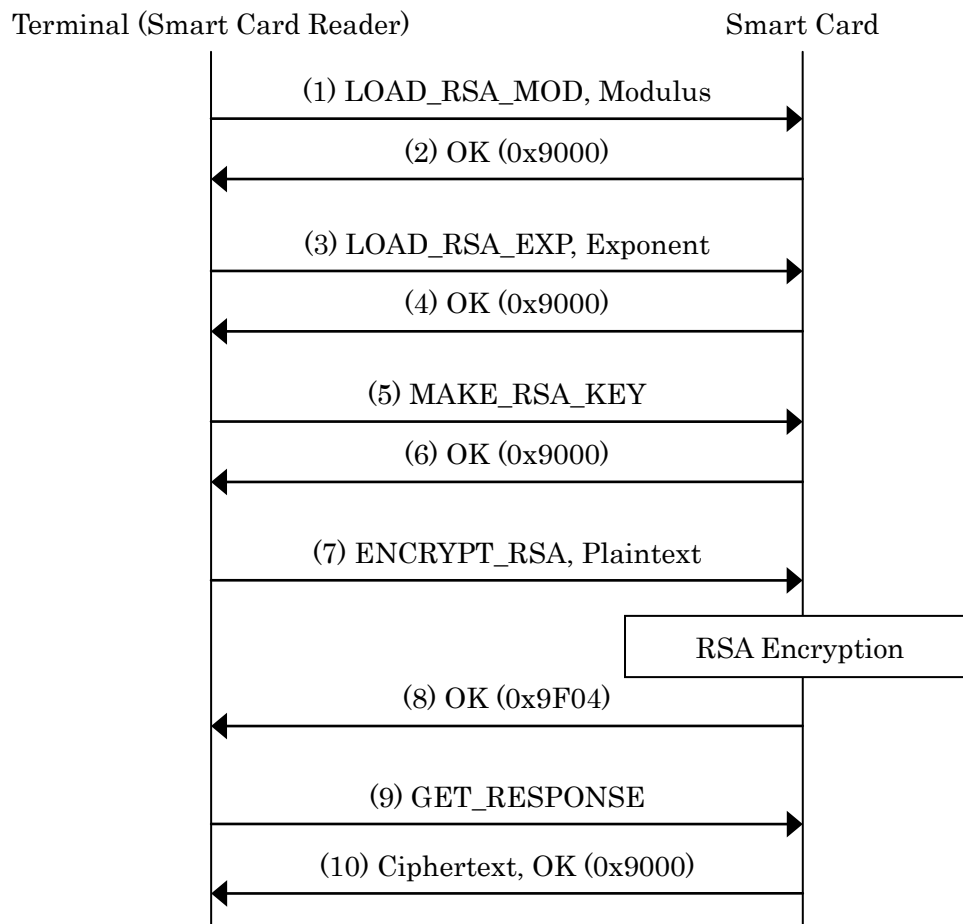 Terminal (Smart Card Reader)
Smart Card
(1) LOAD_RSA_MOD, Modulus
(2) OK (0x9000)
(3) LOAD_RSA_EXP, Exponent
(4) OK (0x9000)
(5) MAKE_RSA_KEY
(6) OK (0x9000)
(7) ENCRYPT_RSA, Plaintext
RSA Encryption
(8) OK (0x9F04)
(9) GET_RESPONSE
(10) Ciphertext, OK (0x9000)